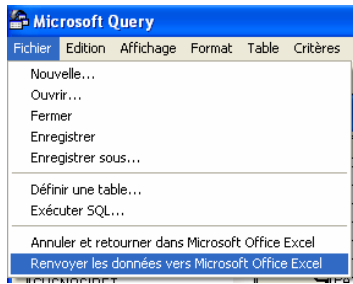 Microsoft Query
Fichier Edition Affichage Format Table Critères
Nouvelle...
Ouvrir...
Fermer
Enregistrer
Enregistrer sous...
Définir une table...
Exécuter SQL...
Annuler et retourner dans Microsoft Office Excel
Renvoyer les données vers Microsoft Office Excel